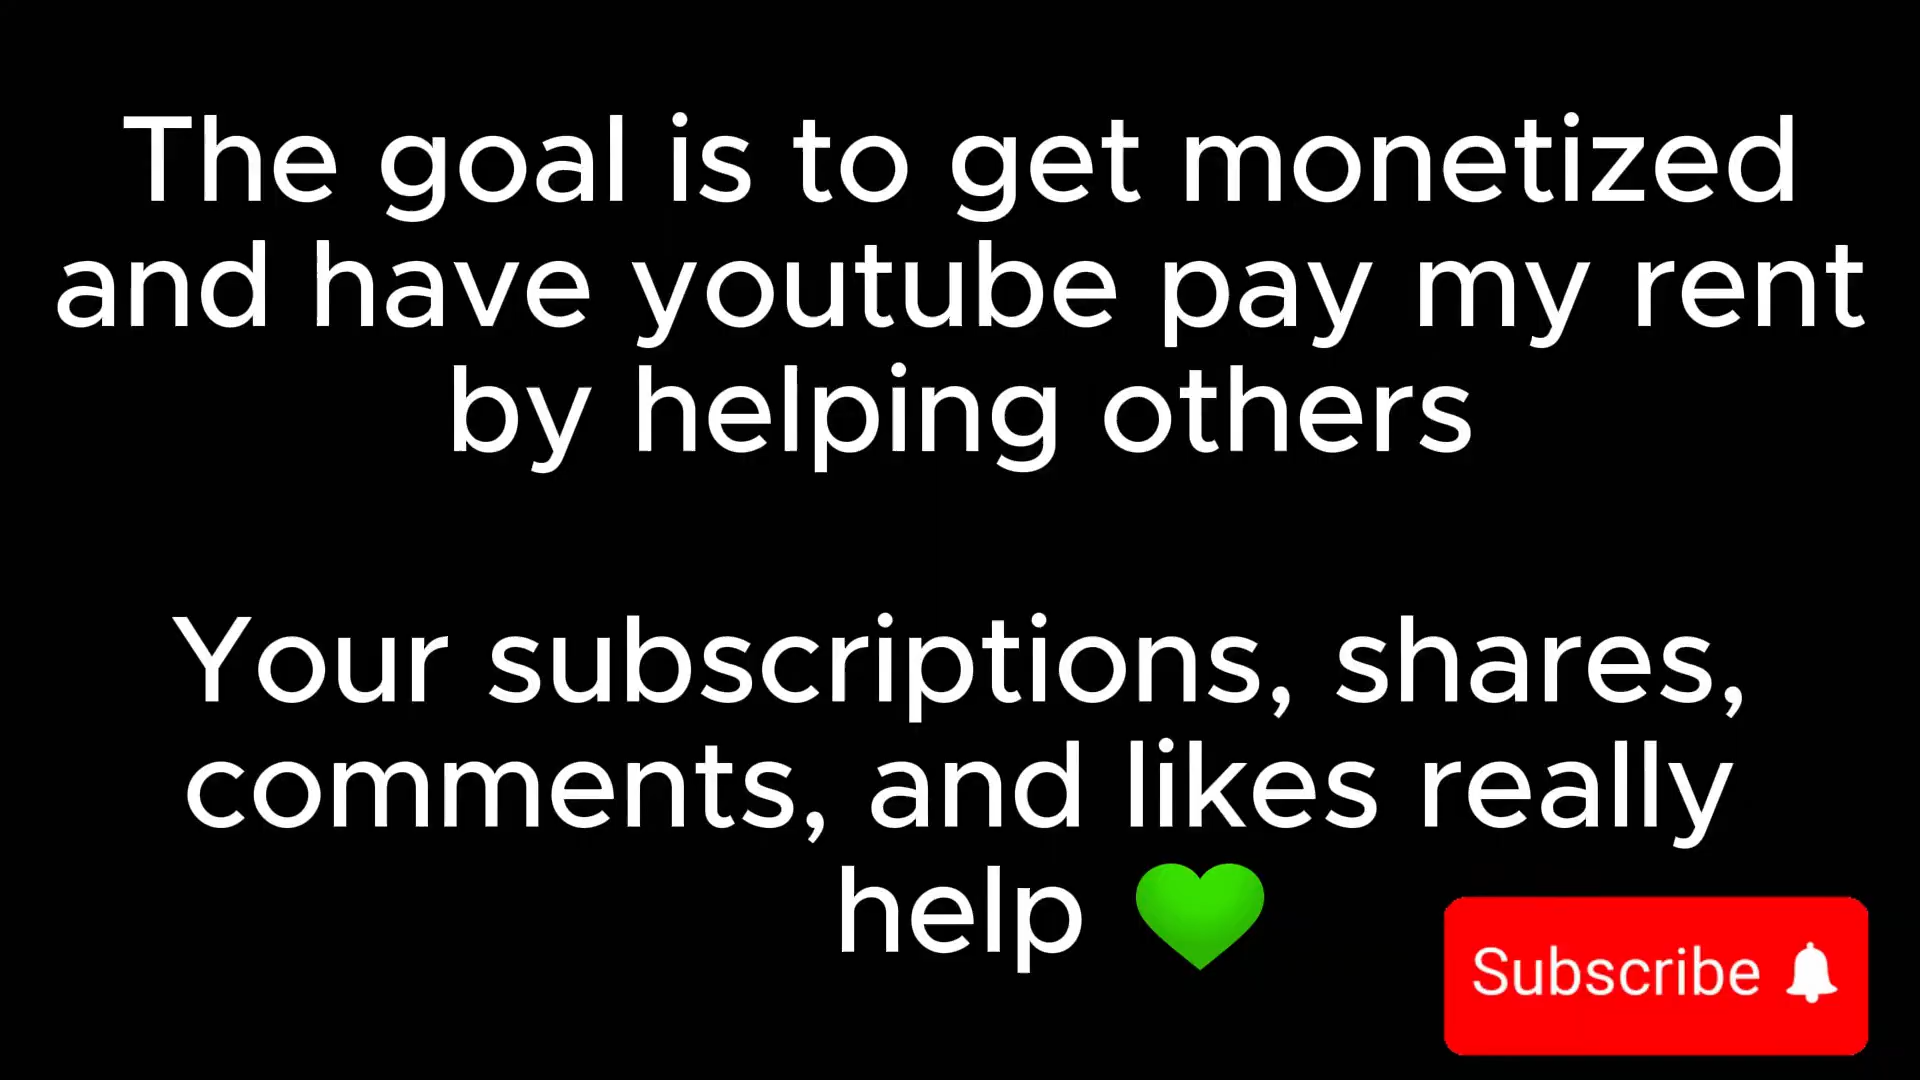 The goal is to get monetized
and have youtube pay my rent
by helping others
Your subscriptions, shares,
comments, and likes really
help 💚
Subscribe